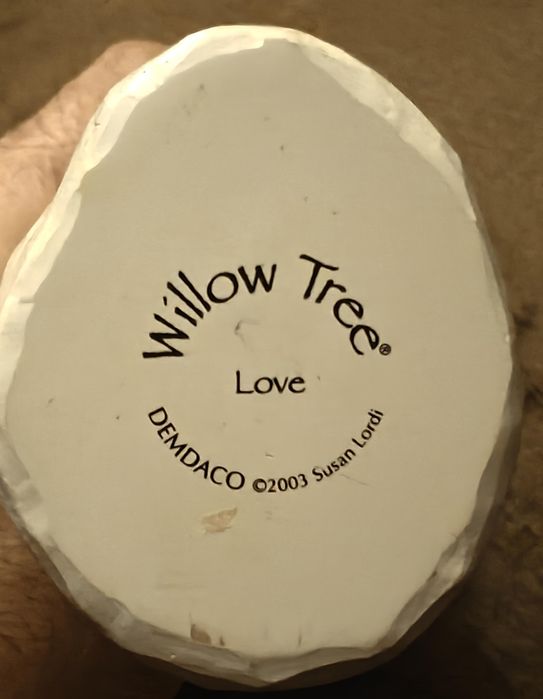 Willow Tree®
Love
DEMDACO ©2003 Susan Lordi